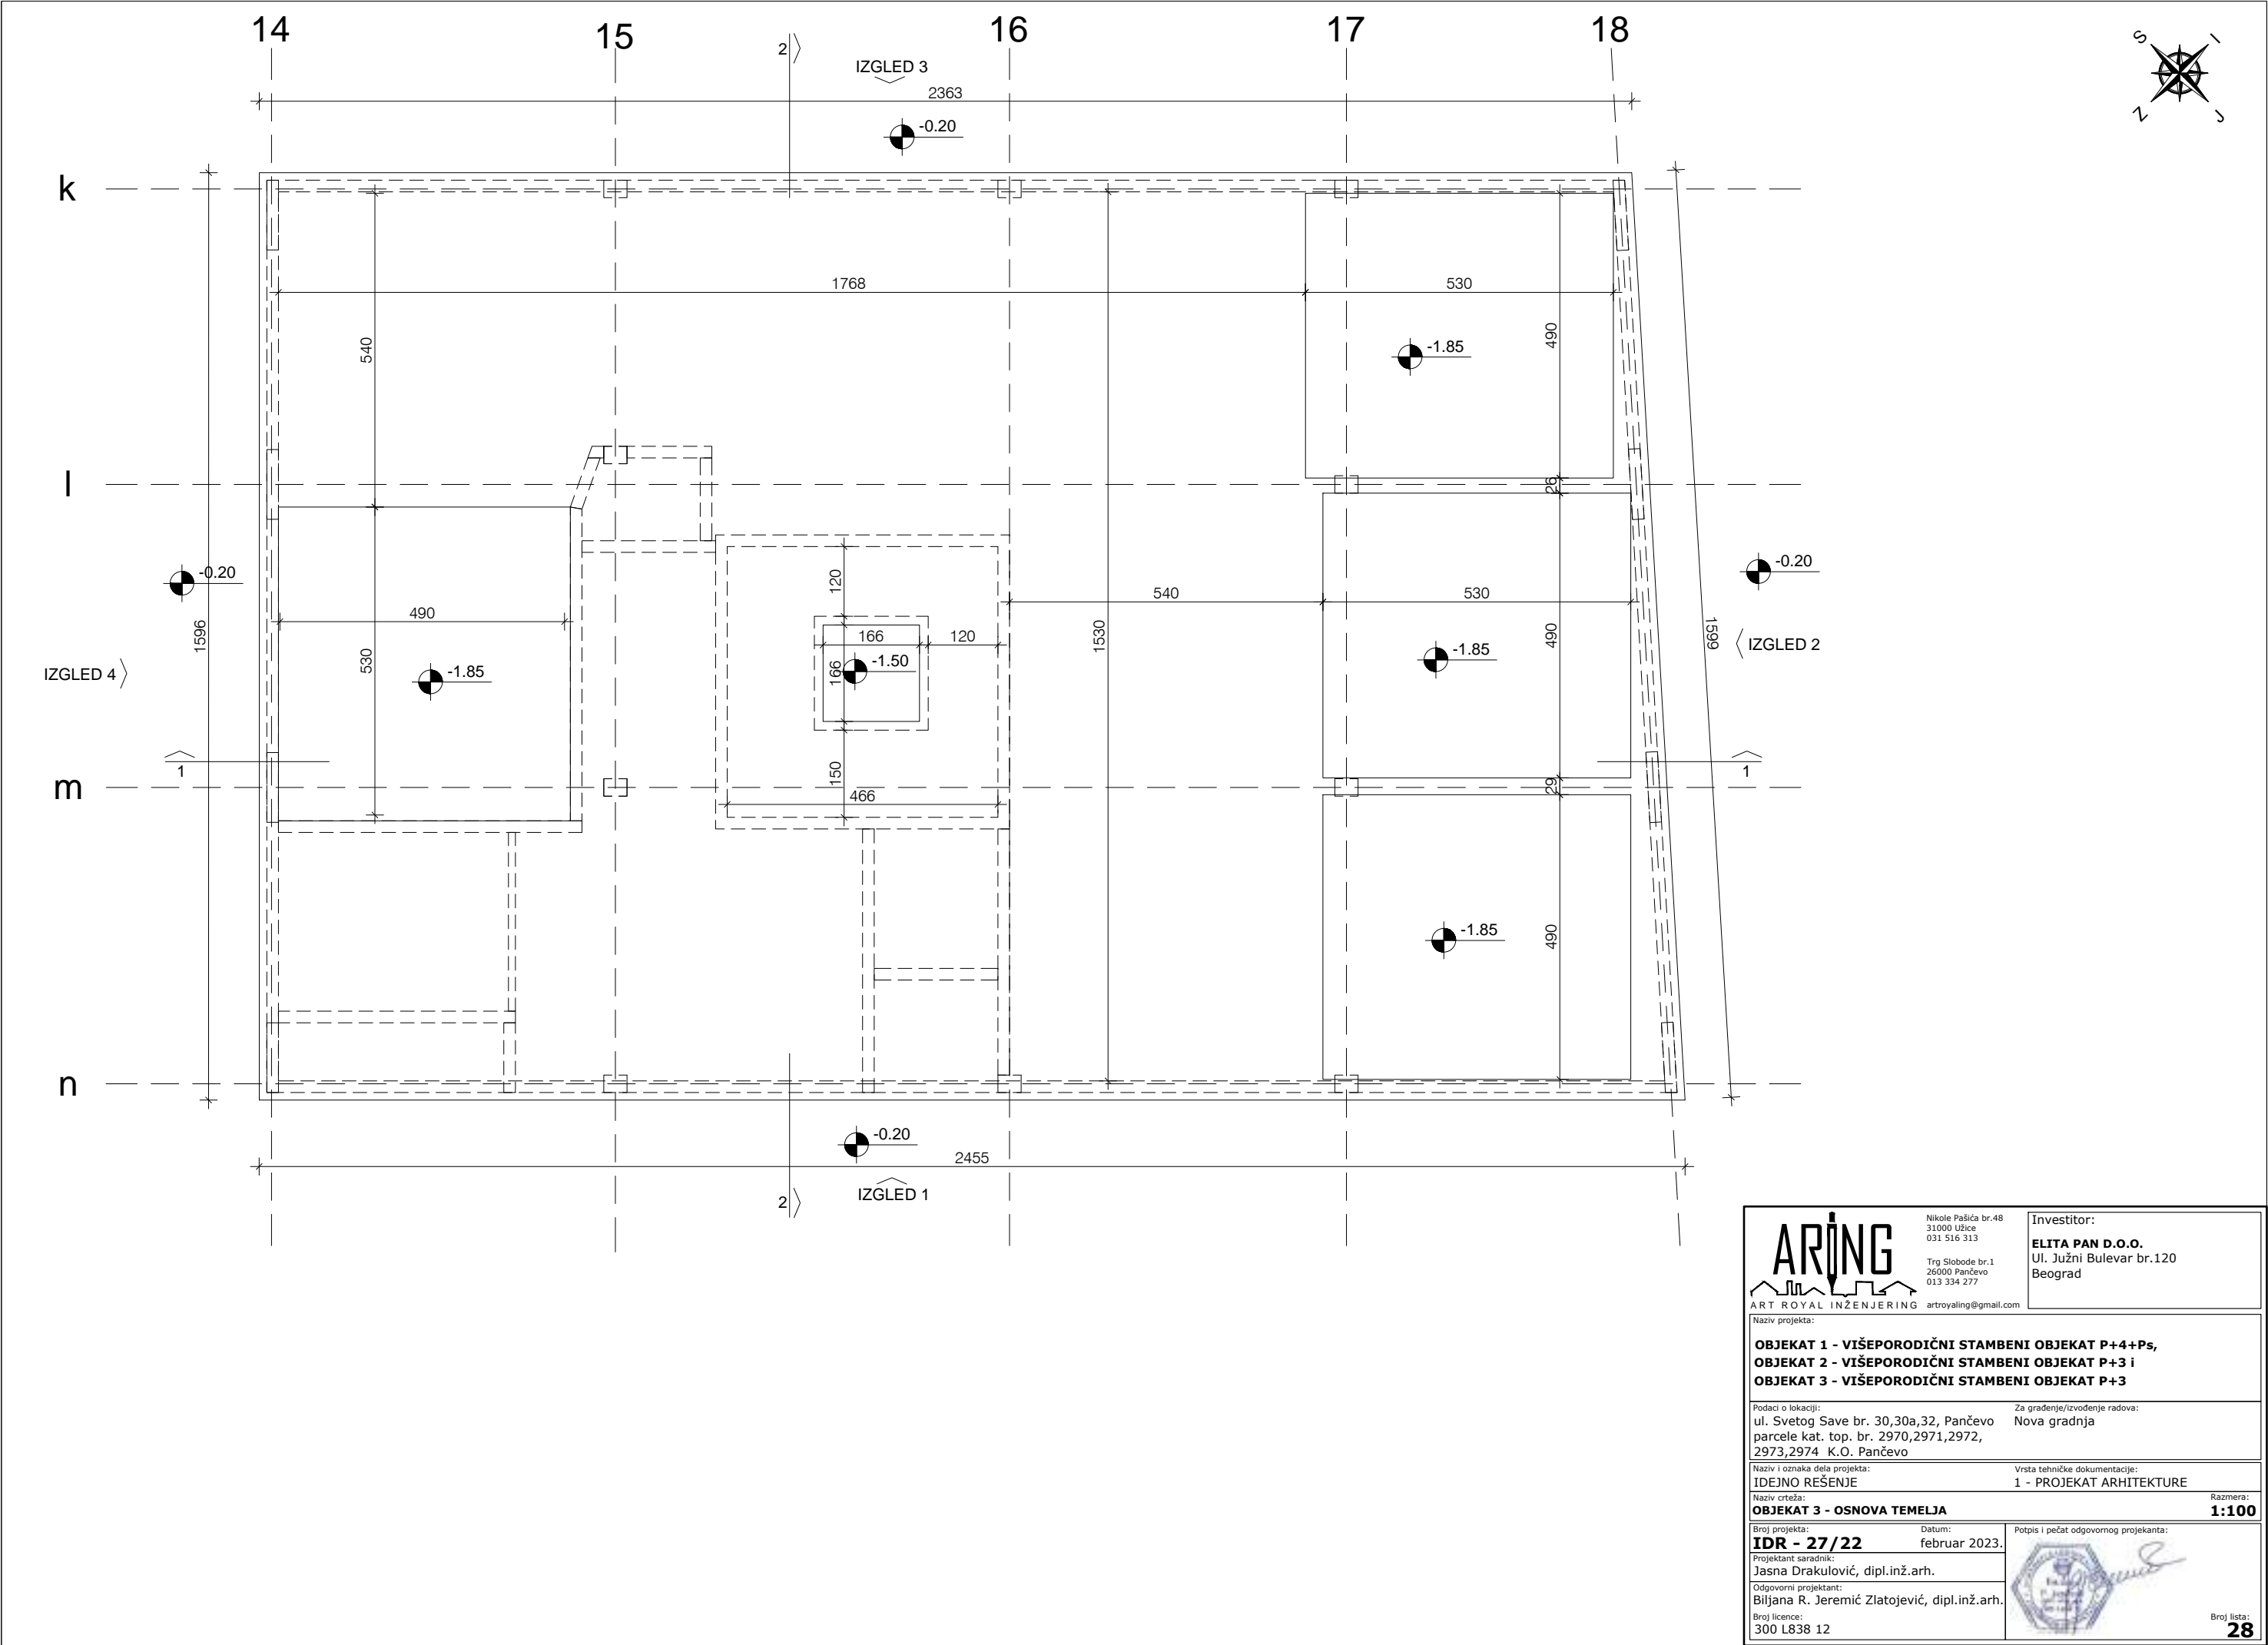 14
15
16
17
18
2
IZGLED 3
2363
-0.20
S
I
Z
J
k
1768
530
540
490
-1.85
l
26
-0.20
490
530
-1.85
1596
IZGLED 4
120
166
120
166
-1.50
150
466
540
530
1530
490
-1.85
-0.20
1599
IZGLED 2
1
1
m
29
490
-1.85
n
-0.20
2455
2
IZGLED 1
ARING
ART ROYAL INŽENJERING
Nikole Pašića br.48
31000 Užice
031 516 313
Trg Slobode br.1
26000 Pančevo
013 334 277
artroyaling@gmail.com
Investitor:
ELITA PAN D.O.O.
Ul. Južni Bulevar br.120
Beograd
Naziv projekta:
OBJEKAT 1 - VIŠEPORODIČNI STAMBENI OBJEKAT P+4+Ps,
OBJEKAT 2 - VIŠEPORODIČNI STAMBENI OBJEKAT P+3 i
OBJEKAT 3 - VIŠEPORODIČNI STAMBENI OBJEKAT P+3
Podaci o lokaciji:
ul. Svetog Save br. 30,30a,32, Pančevo
parcele kat. top. br. 2970,2971,2972,
2973,2974 K.O. Pančevo
Za građenje/izvođenje radova:
Nova gradnja
Naziv i oznaka dela projekta:
IDEJNO REŠENJE
Vrsta tehničke dokumentacije:
1 - PROJEKAT ARHITEKTURE
Naziv crteža:
OBJEKAT 3 - OSNOVA TEMELJA
Razmera:
1:100
Broj projekta:
IDR - 27/22
Datum:
februar 2023.
Potpis i pečat odgovornog projekanta:
Projektant saradnik:
Jasna Drakulović, dipl.inž.arh.
Odgovorni projektant:
Biljana R. Jeremić Zlatojević, dipl.inž.arh.
Broj licence:
300 L838 12
Broj lista:
28